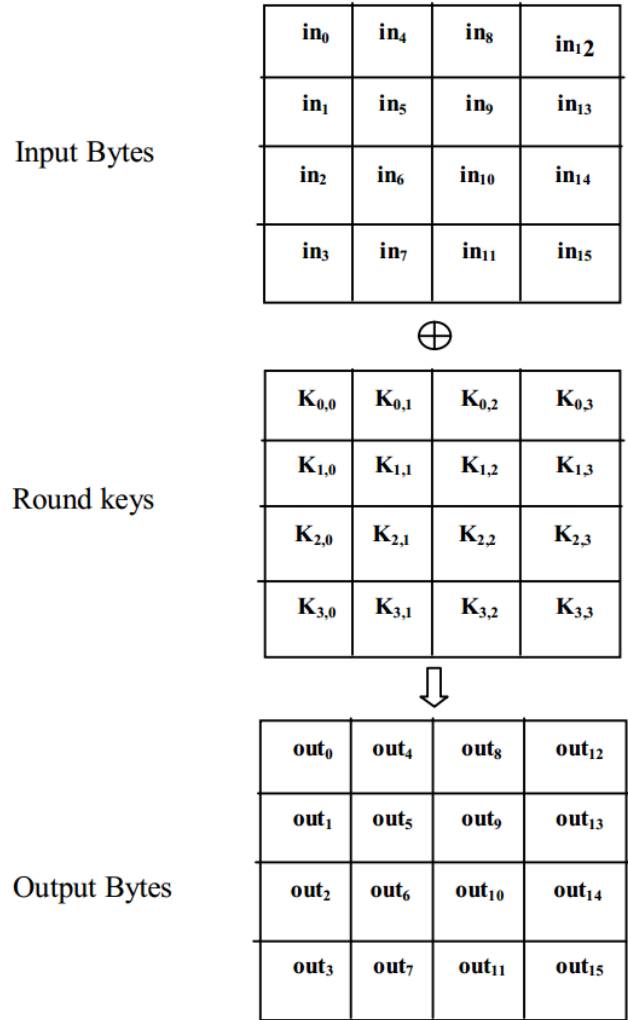 in₀ in₄ in₈ in₁2
in₁ in₅ in₉ in₁₃
Input Bytes
in₂ in₆ in₁₀ in₁₄
in₃ in₇ in₁₁ in₁₅
⊕
K₀,₀ K₀,₁ K₀,₂ K₀,₃
K₁,₀ K₁,₁ K₁,₂ K₁,₃
Round keys
K₂,₀ K₂,₁ K₂,₂ K₂,₃
K₃,₀ K₃,₁ K₃,₂ K₃,₃
out₀ out₄ out₈ out₁₂
out₁ out₅ out₉ out₁₃
Output Bytes
out₂ out₆ out₁₀ out₁₄
out₃ out₇ out₁₁ out₁₅